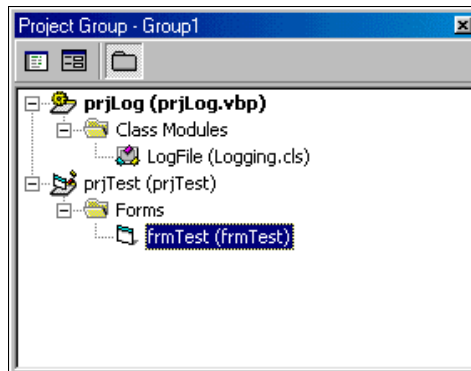 Project Group - Group1
prjLog (prjLog.vbp)
Class Modules
LogFile (Logging.cls)
prjTest (prjTest)
Forms
frmTest (frmTest)